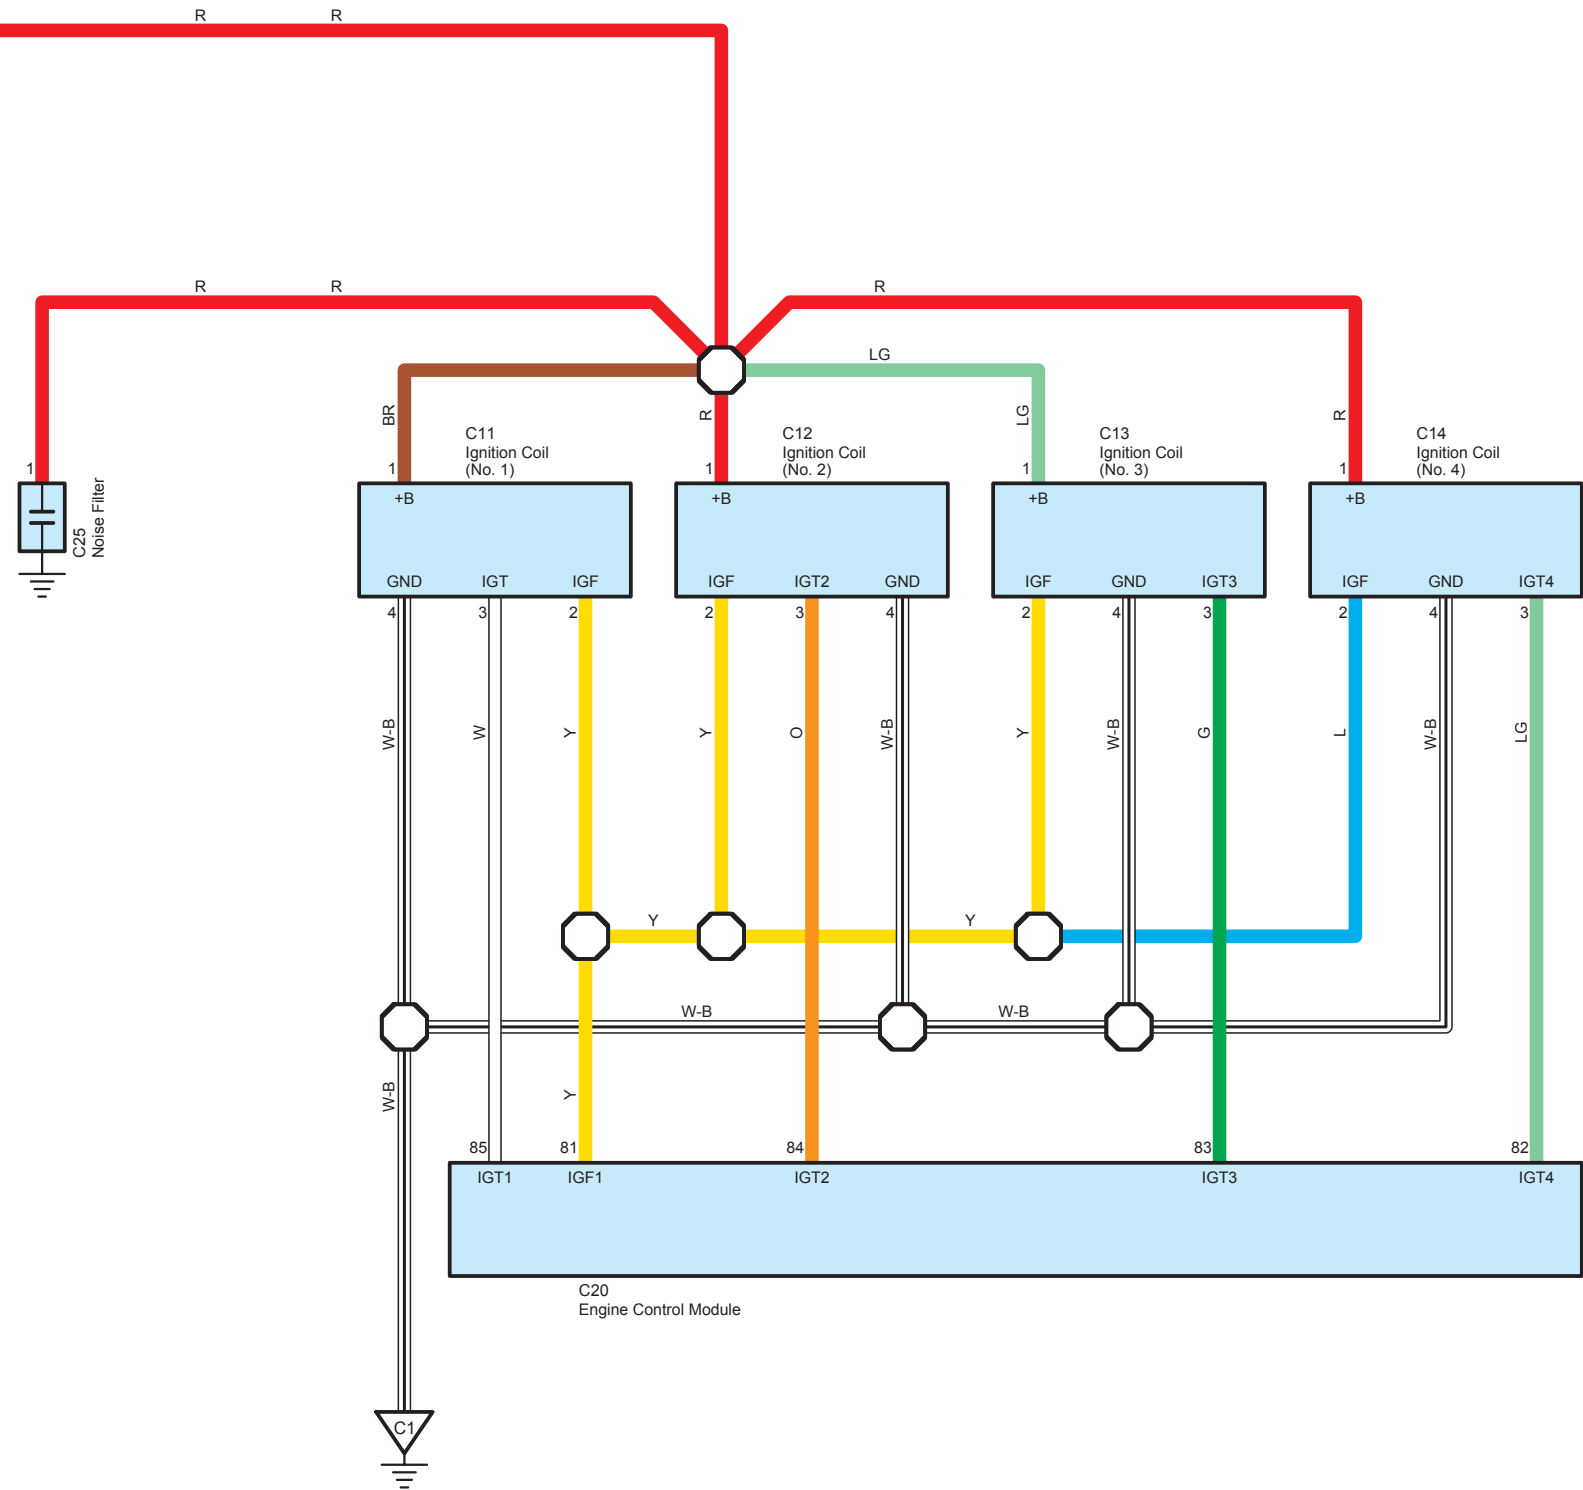 R R
R R R
LG
BR R LG R
C11 C12 C13 C14
Ignition Coil Ignition Coil Ignition Coil Ignition Coil
(No. 1) (No. 2) (No. 3) (No. 4)
1 1 1 1 1
C25
Noise Filter
+B +B +B +B
GND IGT IGF IGF IGT2 GND IGF GND IGT3 IGF GND IGT4
4 3 2 2 3 4 2 4 3 2 4 3
W-B W Y Y O W-B Y W-B G L W-B LG
Y Y
W-B W-B
W-B Y
85 81 84 83 82
IGT1 IGF1 IGT2 IGT3 IGT4
C20
Engine Control Module
C1